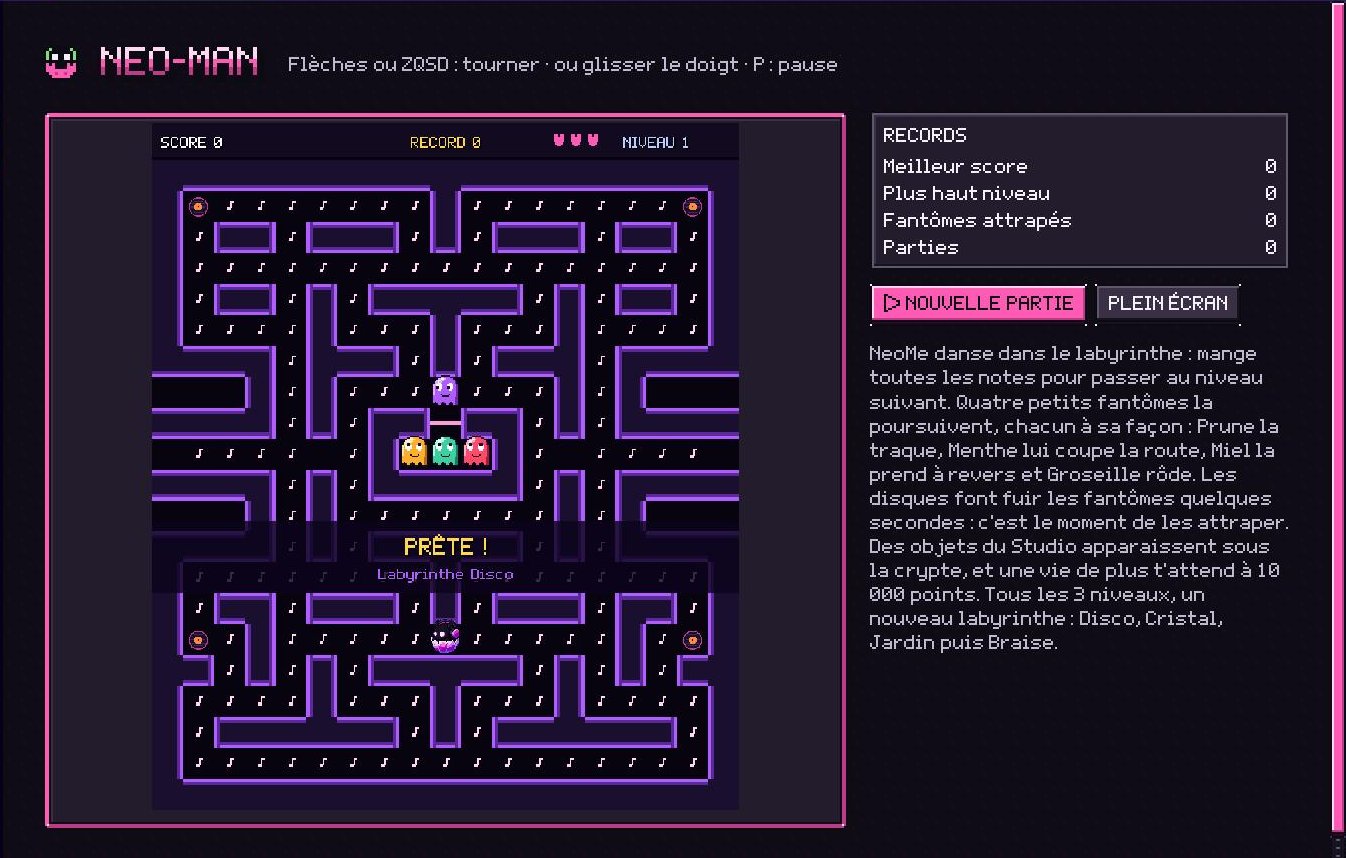 NEO-MAN
Flèches ou ZQSD : tourner · ou glisser le doigt · P : pause
SCORE 0
RECORD 0
NIVEAU 1
PRÊTE !
Labyrinthe Disco
RECORDS
Meilleur score 0
Plus haut niveau 0
Fantômes attrapés 0
Parties 0
NOUVELLE PARTIE
PLEIN ÉCRAN
NeoMe danse dans le labyrinthe : mange
toutes les notes pour passer au niveau
suivant. Quatre petits fantômes la
poursuivent, chacun à sa façon : Prune la
traque, Menthe lui coupe la route, Miel la
prend à revers et Groseille rôde. Les
disques font fuir les fantômes quelques
secondes : c'est le moment de les attraper.
Des objets du Studio apparaissent sous
la crypte, et une vie de plus t'attend à 10
000 points. Tous les 3 niveaux, un
nouveau labyrinthe : Disco, Cristal,
Jardin puis Braise.